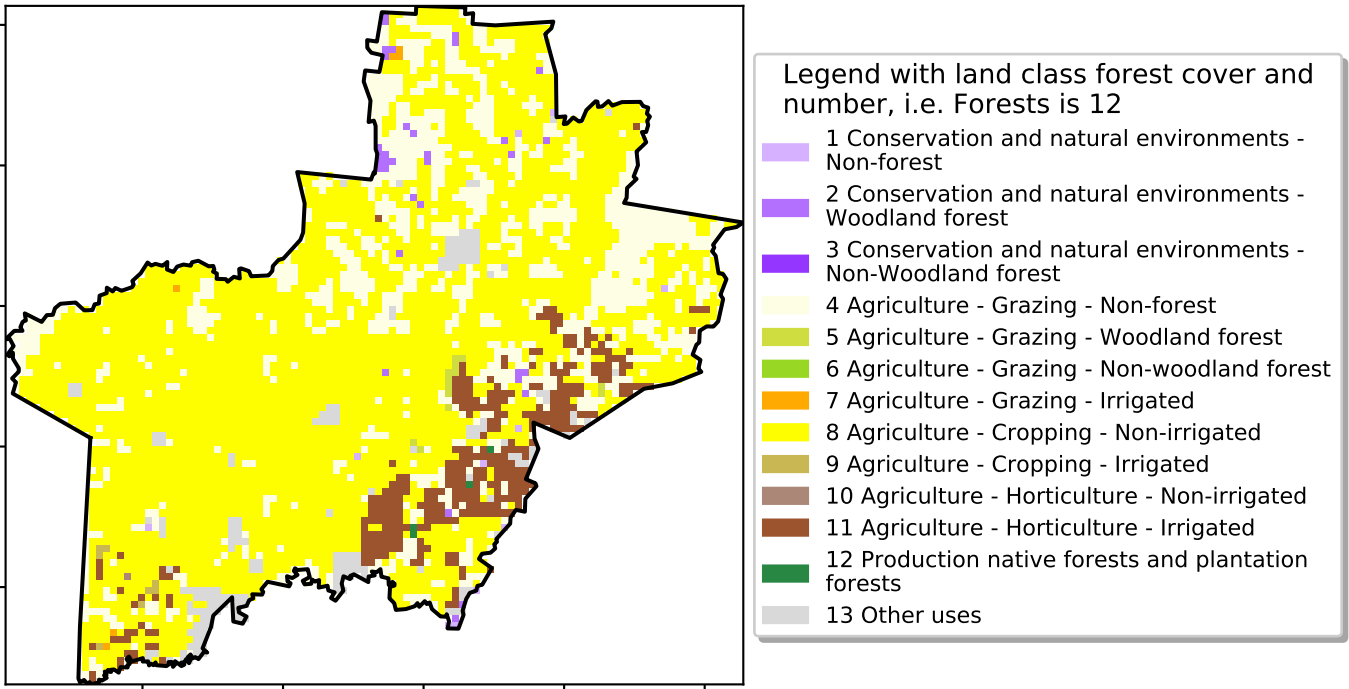 Legend with land class forest cover and
number, i.e. Forests is 12
1 Conservation and natural environments -
Non-forest
2 Conservation and natural environments -
Woodland forest
3 Conservation and natural environments -
Non-Woodland forest
4 Agriculture - Grazing - Non-forest
5 Agriculture - Grazing - Woodland forest
6 Agriculture - Grazing - Non-woodland forest
7 Agriculture - Grazing - Irrigated
8 Agriculture - Cropping - Non-irrigated
9 Agriculture - Cropping - Irrigated
10 Agriculture - Horticulture - Non-irrigated
11 Agriculture - Horticulture - Irrigated
12 Production native forests and plantation
forests
13 Other uses